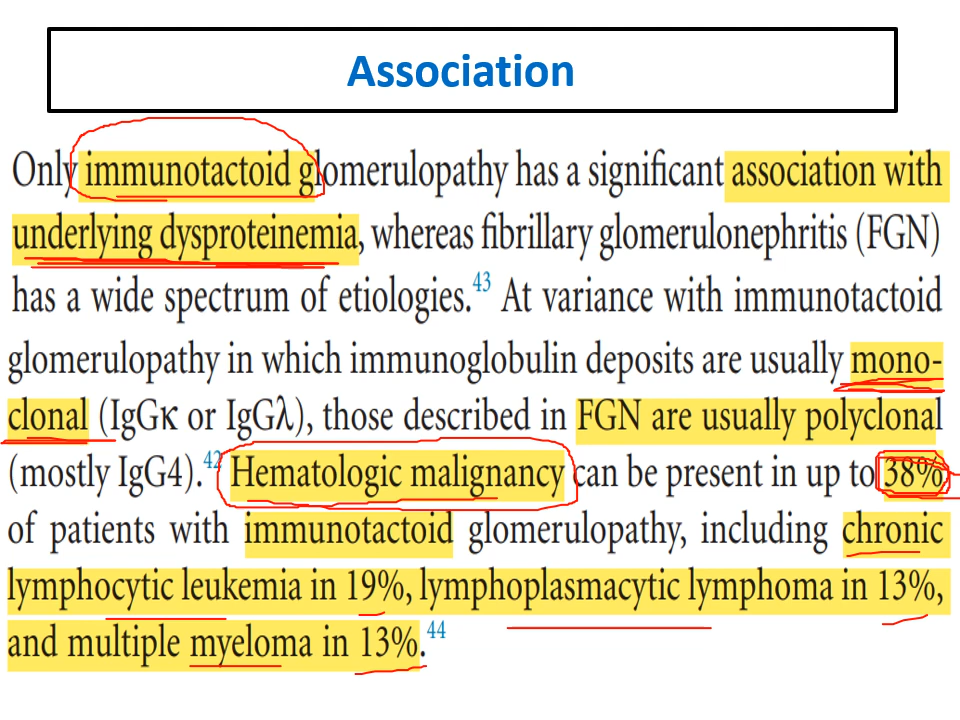 Association
Only immunotactoid glomerulopathy has a significant association with
underlying dysproteinemia, whereas fibrillary glomerulonephritis (FGN)
has a wide spectrum of etiologies.43 At variance with immunotactoid
glomerulopathy in which immunoglobulin deposits are usually mono-
clonal (IgGκ or IgGλ), those described in FGN are usually polyclonal
(mostly IgG4).42 Hematologic malignancy can be present in up to 38%
of patients with immunotactoid glomerulopathy, including chronic
lymphocytic leukemia in 19%, lymphoplasmacytic lymphoma in 13%,
and multiple myeloma in 13%.44